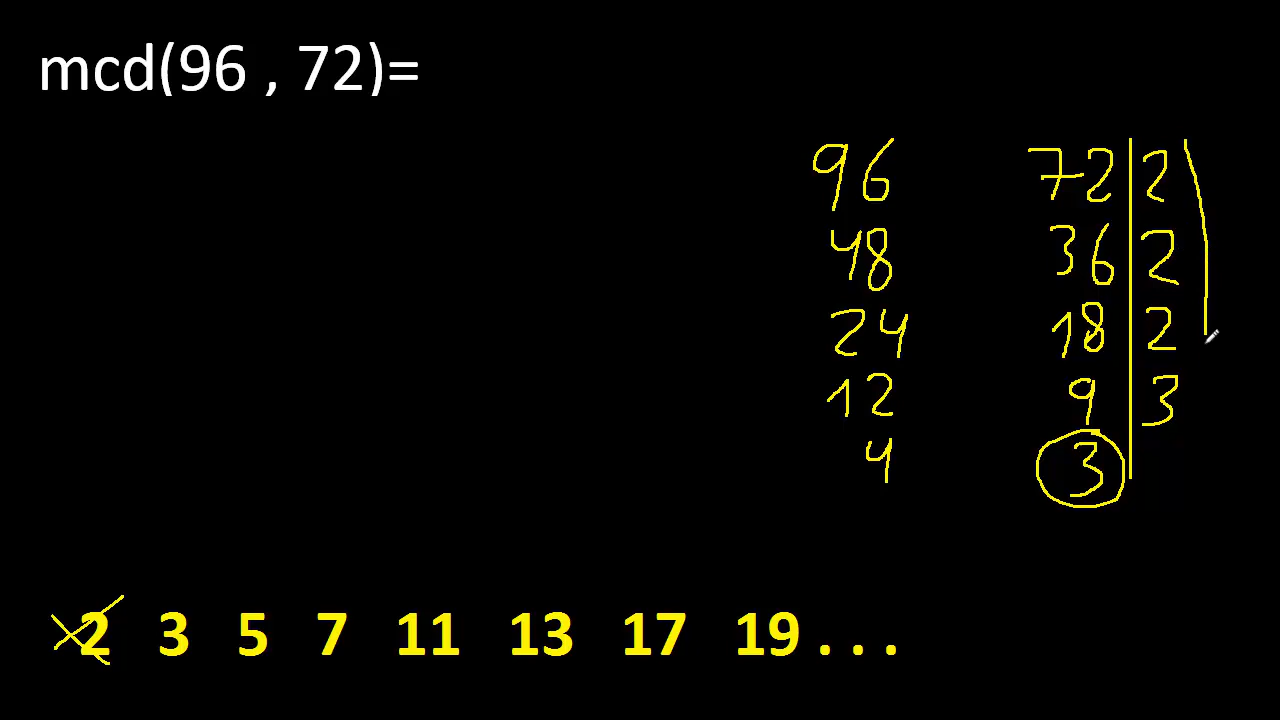 mcd(96 , 72)=
96 72 2
48 36 2
24 18 2
12 9 3
4 3
2 3 5 7 11 13 17 19 . . .